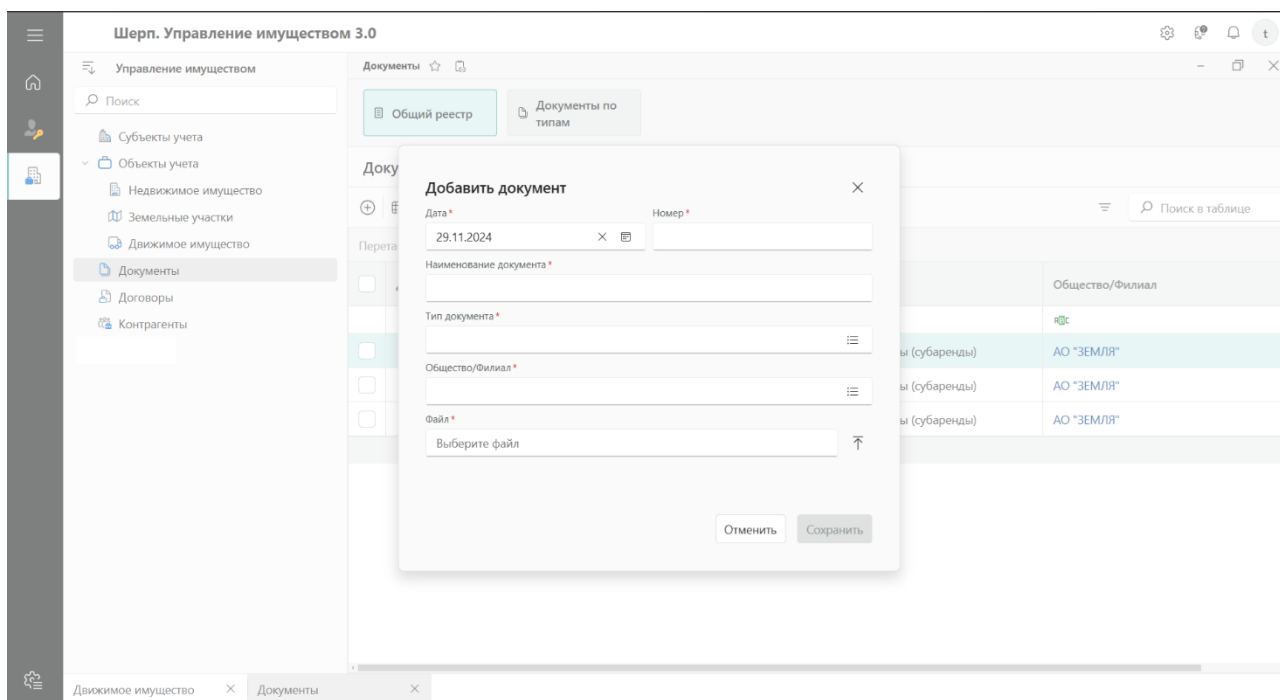 Шерп. Управление имуществом 3.0
t
Управление имуществом
Поиск
Субъекты учета
Объекты учета
Недвижимое имущество
Земельные участки
Движимое имущество
Документы
Договоры
Контрагенты
Документы
Общий реестр
Документы по
типам
Доку
Поиск в таблице
Перета
Общество/Филиал
ы (субаренды)
АО "ЗЕМЛЯ"
ы (субаренды)
АО "ЗЕМЛЯ"
ы (субаренды)
АО "ЗЕМЛЯ"
Добавить документ
Дата *
Номер *
29.11.2024
Наименование документа *
Тип документа *
Общество/Филиал *
Файл *
Выберите файл
Отменить
Сохранить
Движимое имущество
Документы